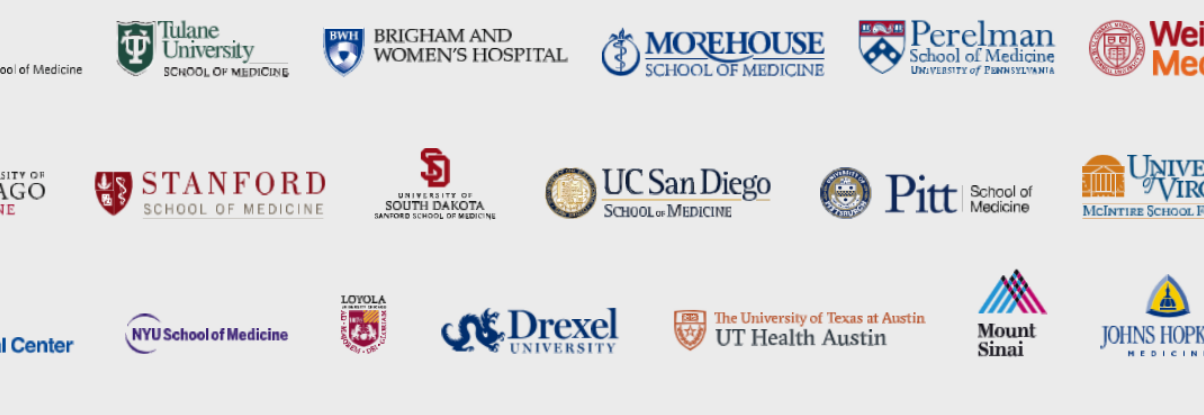 ool of Medicine
Tulane
University
SCHOOL OF MEDICINE
BWH
BRIGHAM AND
WOMEN'S HOSPITAL
MOREHOUSE
SCHOOL OF MEDICINE
Perelman
School of Medicine
UNIVERSITY of PENNSYLVANIA
Wei
Med
SITY OF
AGO
NE
STANFORD
SCHOOL OF MEDICINE
UNIVERSITY OF
SOUTH DAKOTA
SANFORD SCHOOL OF MEDICINE
UC San Diego
SCHOOL OF MEDICINE
Pitt
School of
Medicine
UNIVE
of VIRG
MCINTIRE SCHOOL
l Center
NYU School of Medicine
LOYOLA
Drexel
UNIVERSITY
The University of Texas at Austin
UT Health Austin
Mount
Sinai
JOHNS HOPK
MEDICIN